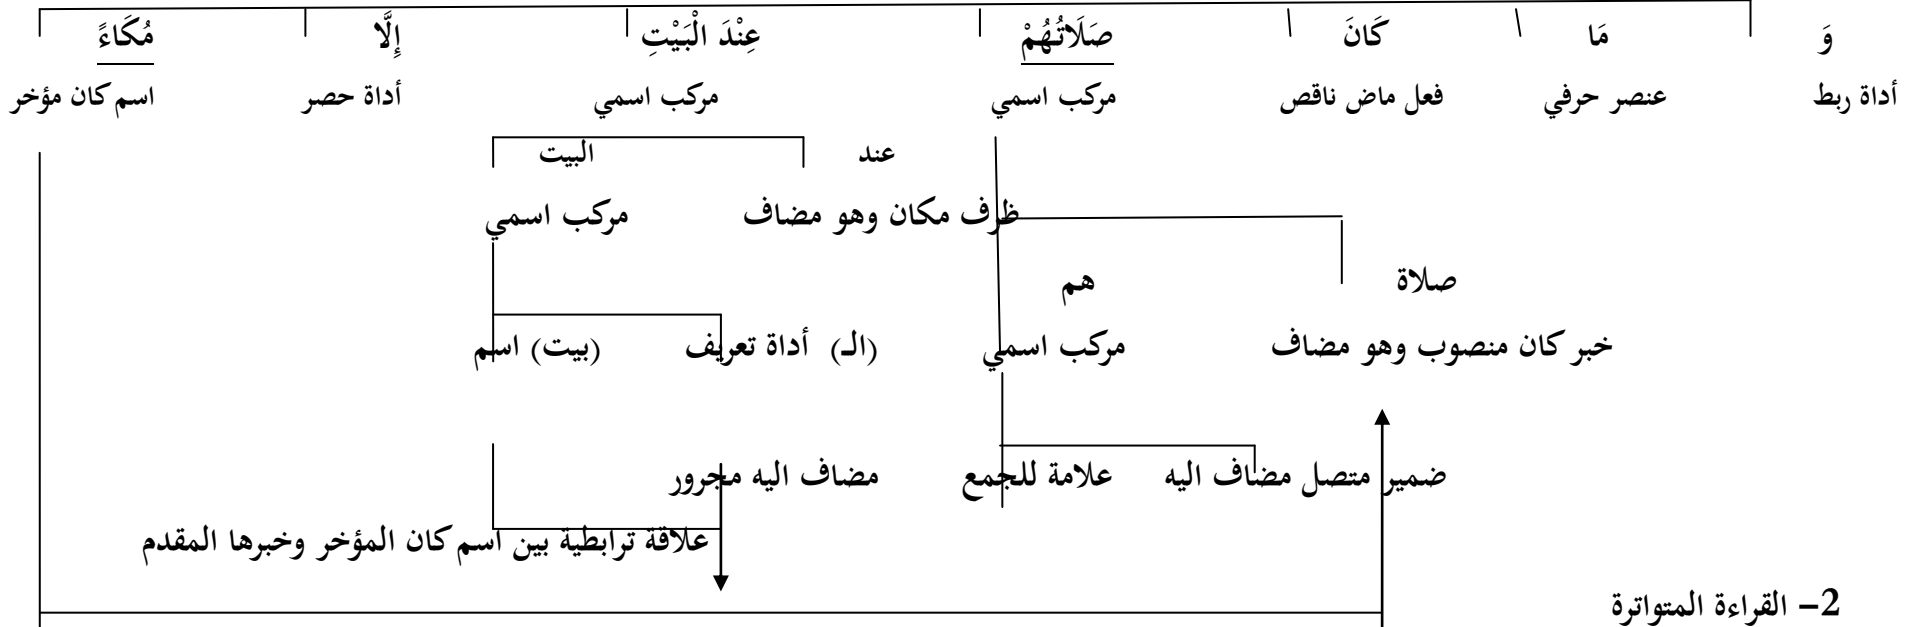 وَ مَا كَانَ صَلَاتُهُمْ عِنْدَ الْبَيْتِ إِلَّا مُكَاءً
أداة ربط عنصر حرفي فعل ماض ناقص مركب اسمي مركب اسمي أداة حصر اسم كان مؤخر
عند البيت
ظرف مكان وهو مضاف مركب اسمي
صلاة هم
خبر كان منصوب وهو مضاف مركب اسمي (الـ) أداة تعريف (بيت) اسم
ضمير متصل مضاف اليه علامة للجمع مضاف اليه مجرور
علاقة ترابطية بين اسم كان المؤخر وخبرها المقدم
2– القراءة المتواترة